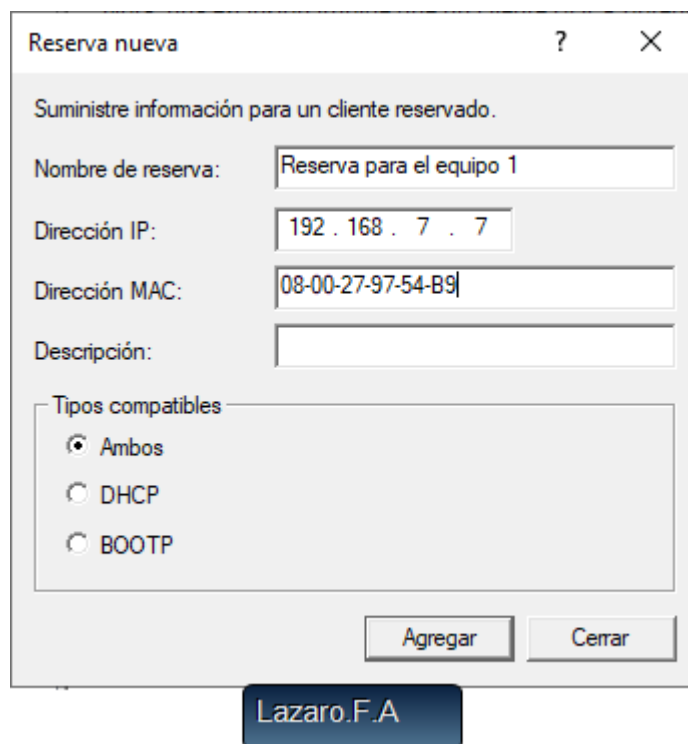 Reserva nueva ? X
Suministre información para un cliente reservado.
Nombre de reserva: Reserva para el equipo 1
Dirección IP: 192 . 168 . 7 . 7
Dirección MAC: 08-00-27-97-54-B9
Descripción:
Tipos compatibles
Ambos
DHCP
BOOTP
Agregar Cerrar
Lazaro.F.A